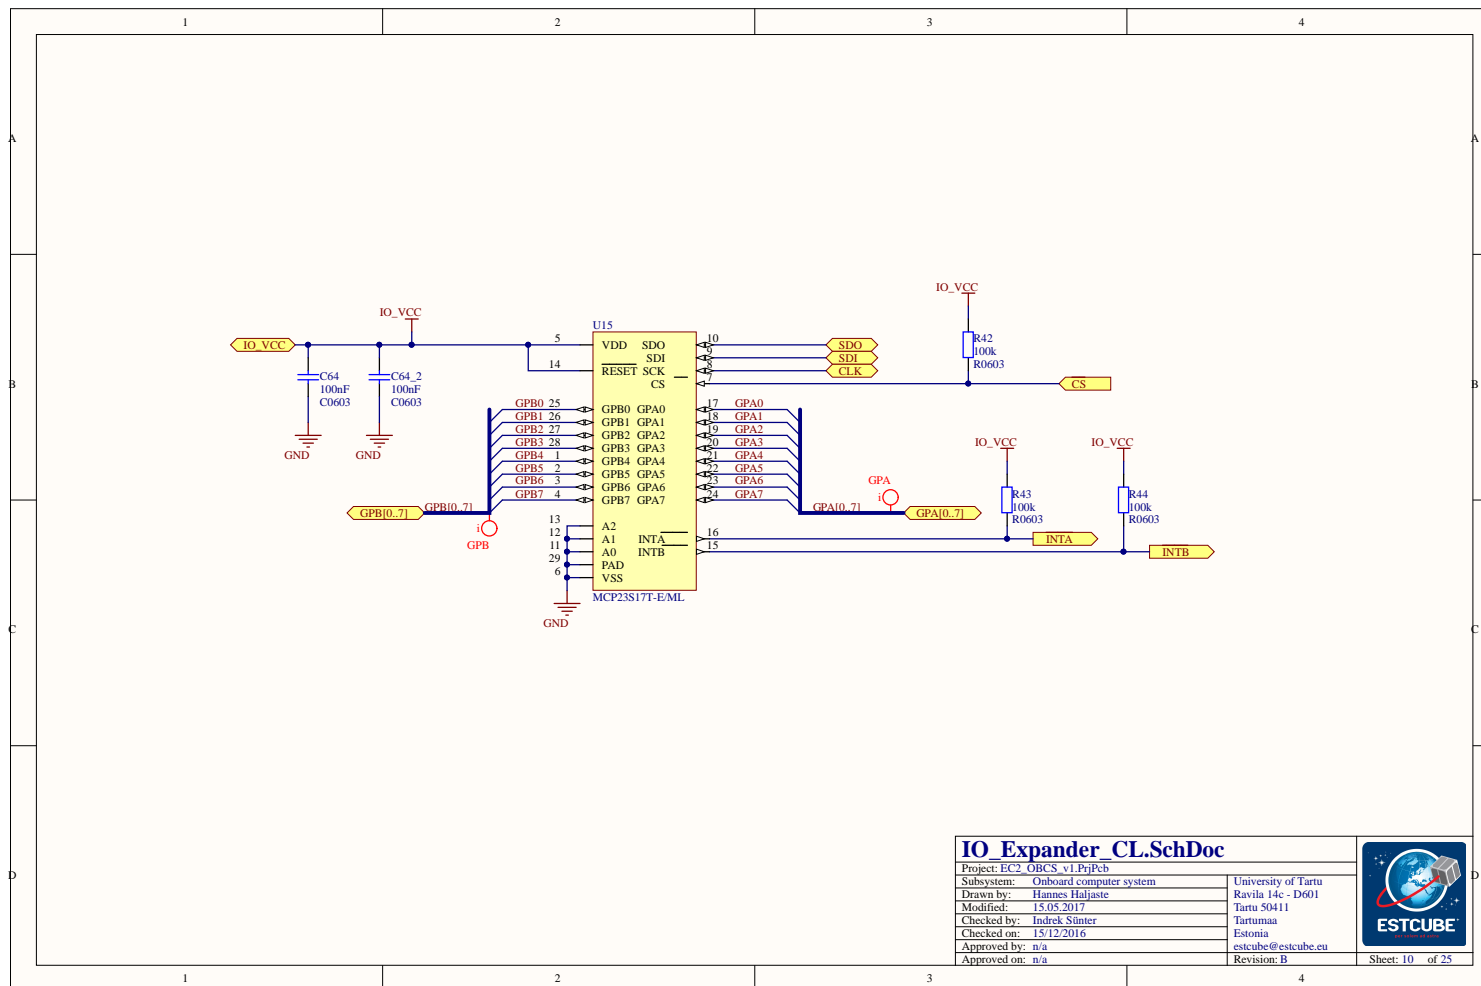 1 2 3 4
A A
IO_VCC
IO_VCC
U15
IO_VCC 5 VDD SDO 10 SDO
SDI 9 SDI
14 RESET SCK 8 CLK
CS 7 CS
R42
100k
R0603
B B
C64
100nF
C0603
C64_2
100nF
C0603
GND GND
GPB0 25 GPB0 GPA0 17 GPA0
GPB1 26 GPB1 GPA1 18 GPA1
GPB2 27 GPB2 GPA2 19 GPA2
GPB3 28 GPB3 GPA3 20 GPA3
GPB4 1 GPB4 GPA4 21 GPA4
GPB5 2 GPB5 GPA5 22 GPA5
GPB6 3 GPB6 GPA6 23 GPA6
GPB7 4 GPB7 GPA7 24 GPA7
GPB[0..7] GPB[0..7]
GPA[0..7] GPA[0..7]
i
GPB
GPA
i
IO_VCC IO_VCC
R43
100k
R0603
R44
100k
R0603
13 A2
12 A1 INTA 16 INTA
11 A0 INTB 15 INTB
29 PAD
6 VSS
MCP23S17T-E/ML
GND
C C
D D
IO_Expander_CL.SchDoc
Project: EC2_OBCS_v1.PrjPcb
Subsystem: Onboard computer system
Drawn by: Hannes Haljaste
Modified: 15.05.2017
Checked by: Indrek Sünter
Checked on: 15/12/2016
Approved by: n/a
Approved on: n/a
University of Tartu
Ravila 14c - D601
Tartu 50411
Tartumaa
Estonia
estcube@estcube.eu
Revision: B
ESTCUBE
Sheet: 10 of 25
1 2 3 4